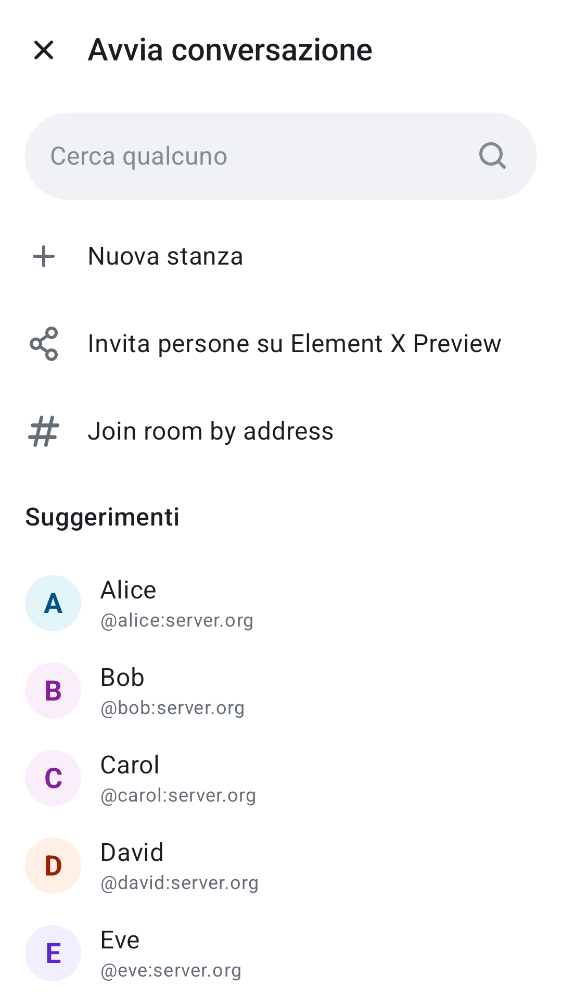 Avvia conversazione
Cerca qualcuno
Nuova stanza
Invita persone su Element X Preview
Join room by address
Suggerimenti
A
Alice
@alice:server.org
B
Bob
@bob:server.org
C
Carol
@carol:server.org
D
David
@david:server.org
E
Eve
@eve:server.org